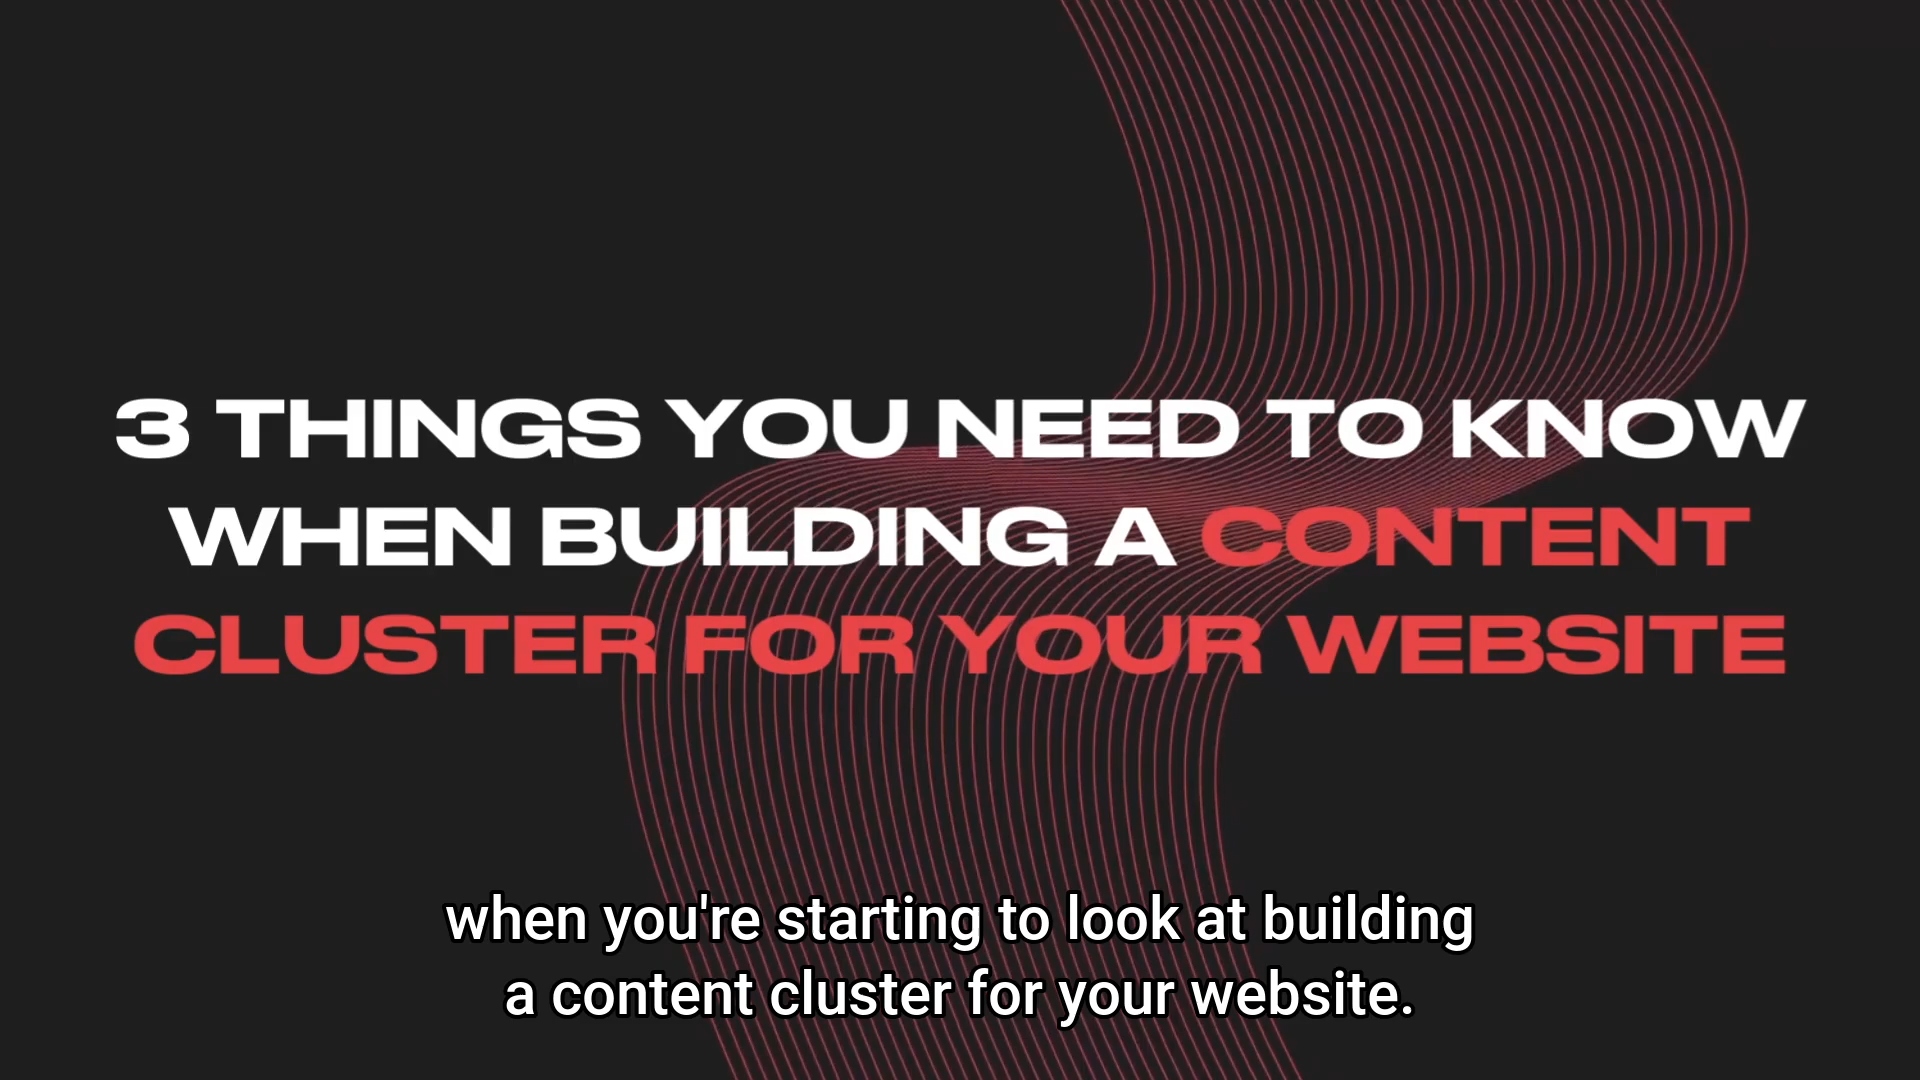 3 THINGS YOU NEED TO KNOW
WHEN BUILDING A CONTENT
CLUSTER FOR YOUR WEBSITE
when you're starting to look at building
a content cluster for your website.